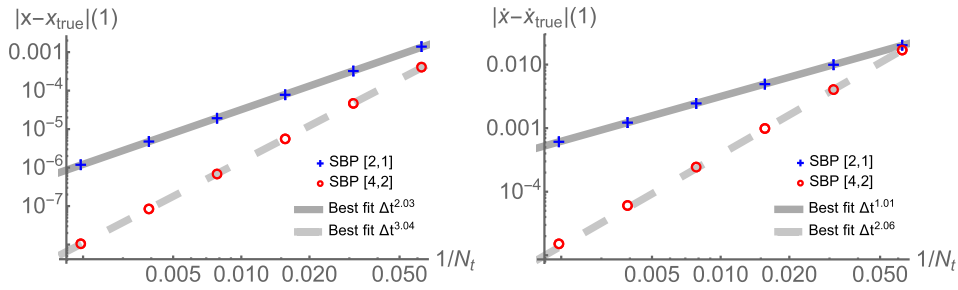 |x−x_true|(1)
0.001
10^-4
10^-5
10^-6
10^-7
SBP [2,1]
SBP [4,2]
Best fit Δt^2.03
Best fit Δt^3.04
0.005 0.010 0.020 0.050 1/N_t
|ẋ−ẋ_true|(1)
0.010
0.001
10^-4
SBP [2,1]
SBP [4,2]
Best fit Δt^1.01
Best fit Δt^2.06
0.005 0.010 0.020 0.050 1/N_t